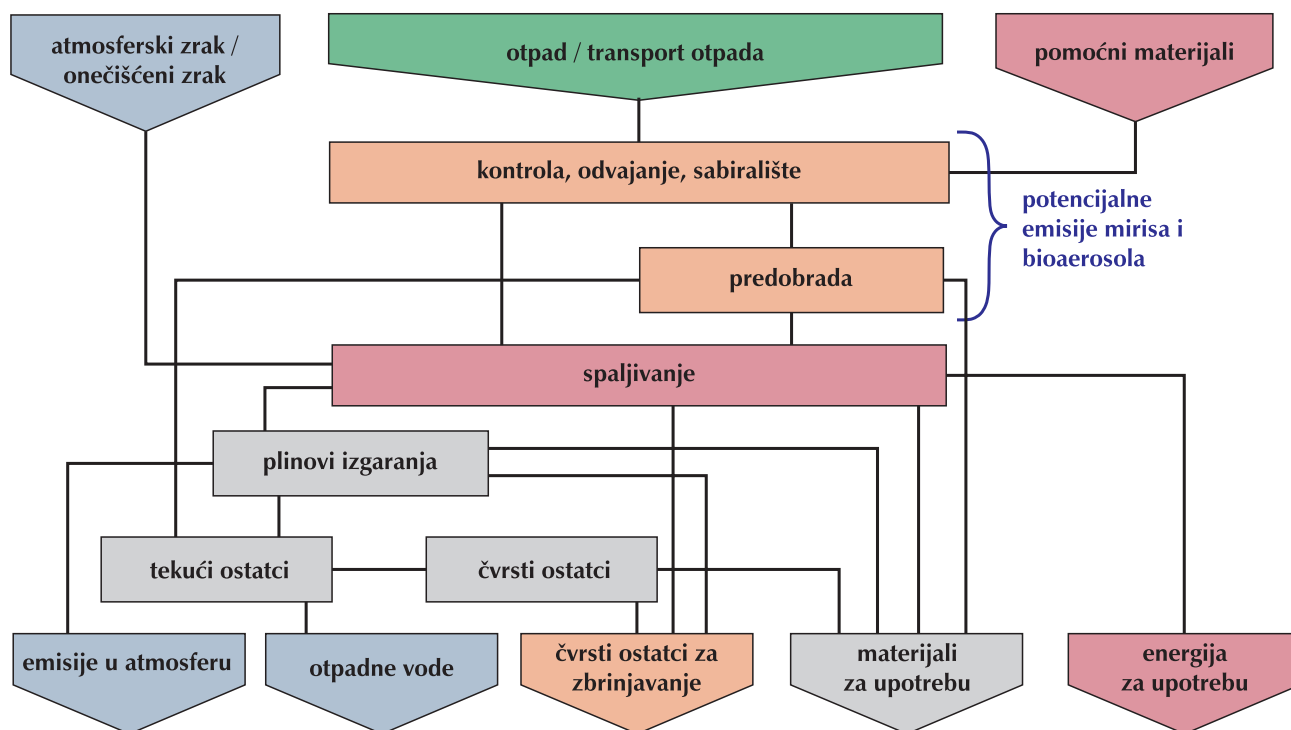 atmosferski zrak /
onečišćeni zrak
otpad / transport otpada
pomoćni materijali
kontrola, odvajanje, sabiralište
potencijalne
emisije mirisa i
bioaerosola
predobrada
spaljivanje
plinovi izgaranja
tekući ostatci
čvrsti ostatci
emisije u atmosferu
otpadne vode
čvrsti ostatci za
zbrinjavanje
materijali
za upotrebu
energija
za upotrebu